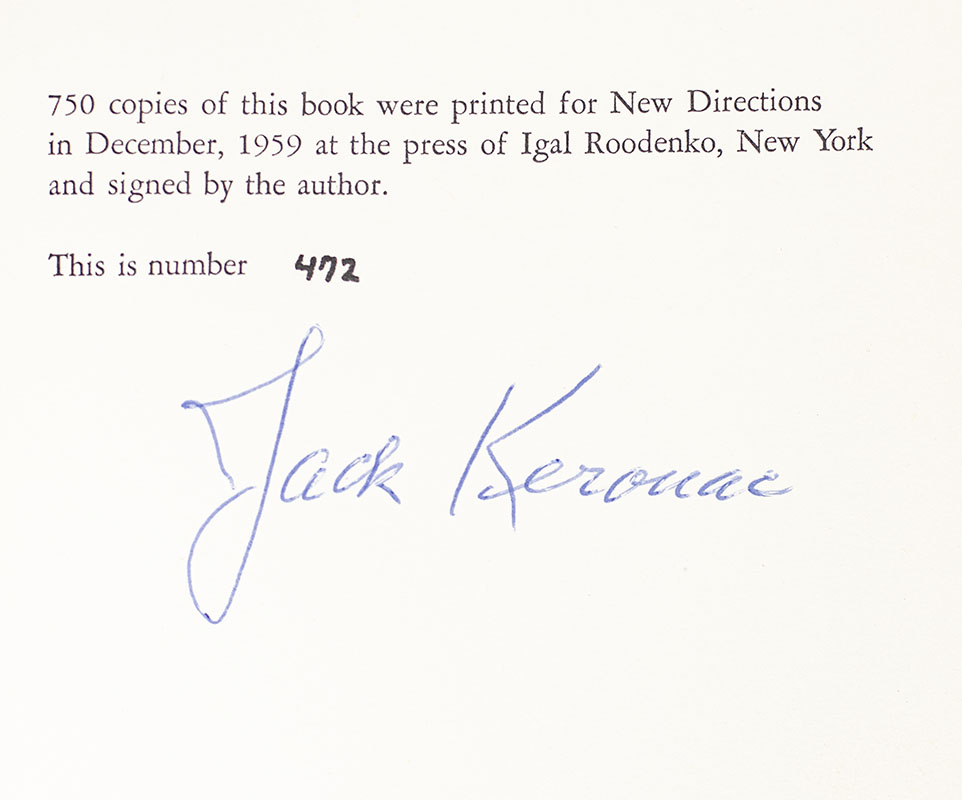 750 copies of this book were printed for New Directions
in December, 1959 at the press of Igal Roodenko, New York
and signed by the author.
This is number 472
Jack Kerouac